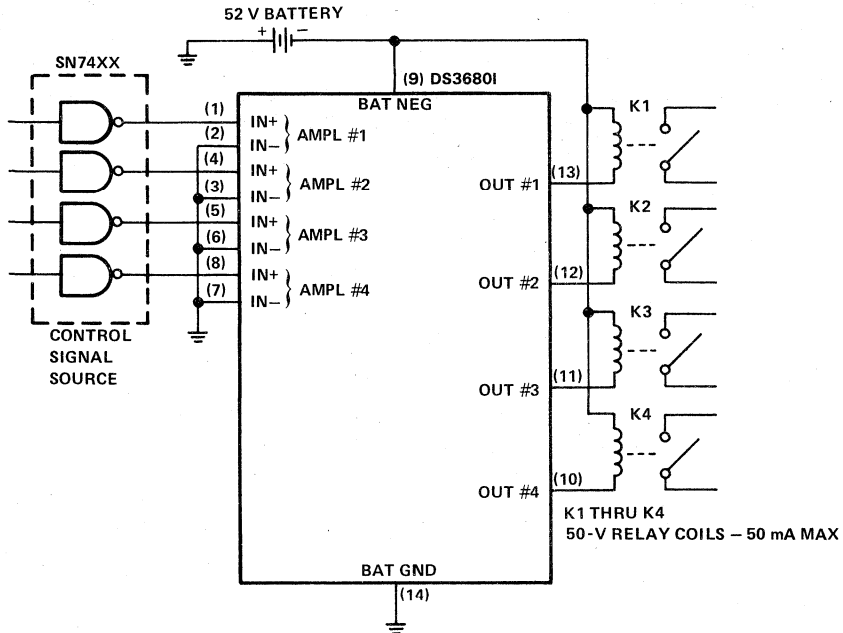 52 V BATTERY
+ −
SN74XX
(9) DS3680I
BAT NEG
(1)
IN+
(2)
IN−
AMPL #1
(4)
IN+
(3)
IN−
AMPL #2
(5)
IN+
(6)
IN−
AMPL #3
(8)
IN+
(7)
IN−
AMPL #4
CONTROL
SIGNAL
SOURCE
K1
OUT #1
(13)
K2
OUT #2
(12)
K3
OUT #3
(11)
K4
OUT #4
(10)
K1 THRU K4
50-V RELAY COILS – 50 mA MAX
BAT GND
(14)